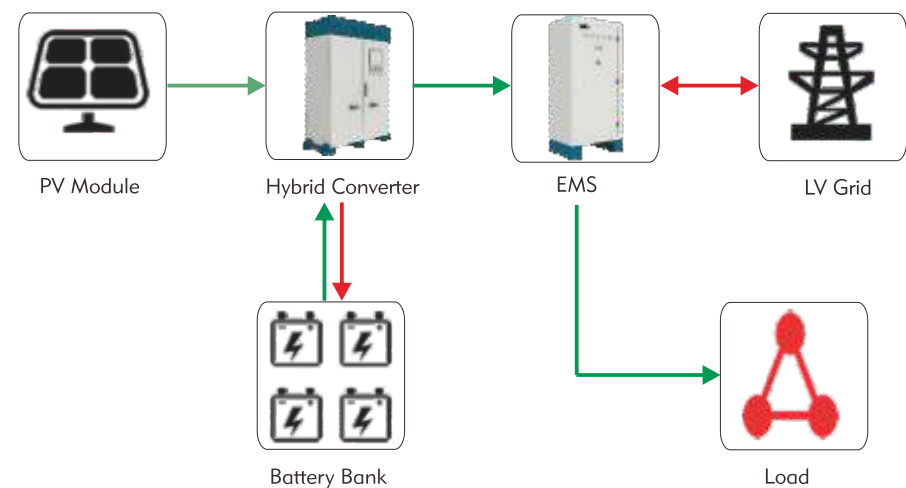 PV Module
Hybrid Converter
EMS
LV Grid
Battery Bank
Load